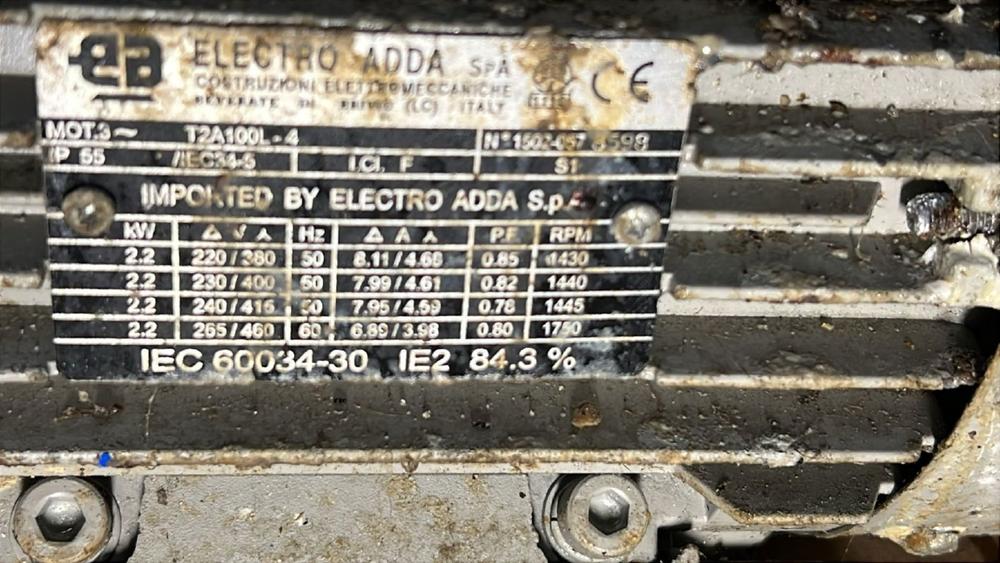 ea ELECTRO ADDA SPA CE
COSTRUZIONI ELETTROMECCANICHE
BEVERATE DI BRIVIO (LC) ITALY
MOT.3~ T2A100L-4 N° 1502-057
IP 55 /IEC34-5 I.CL F S1
IMPORTED BY ELECTRO ADDA S.p.A.
kW Δ V Y Hz Δ A Y P.F. RPM
2.2 220/380 50 8.11/4.68 0.85 1430
2.2 230/400 50 7.99/4.61 0.82 1440
2.2 240/415 50 7.95/4.59 0.78 1445
2.2 265/460 60 6.89/3.98 0.80 1750
IEC 60034-30 IE2 84.3 %